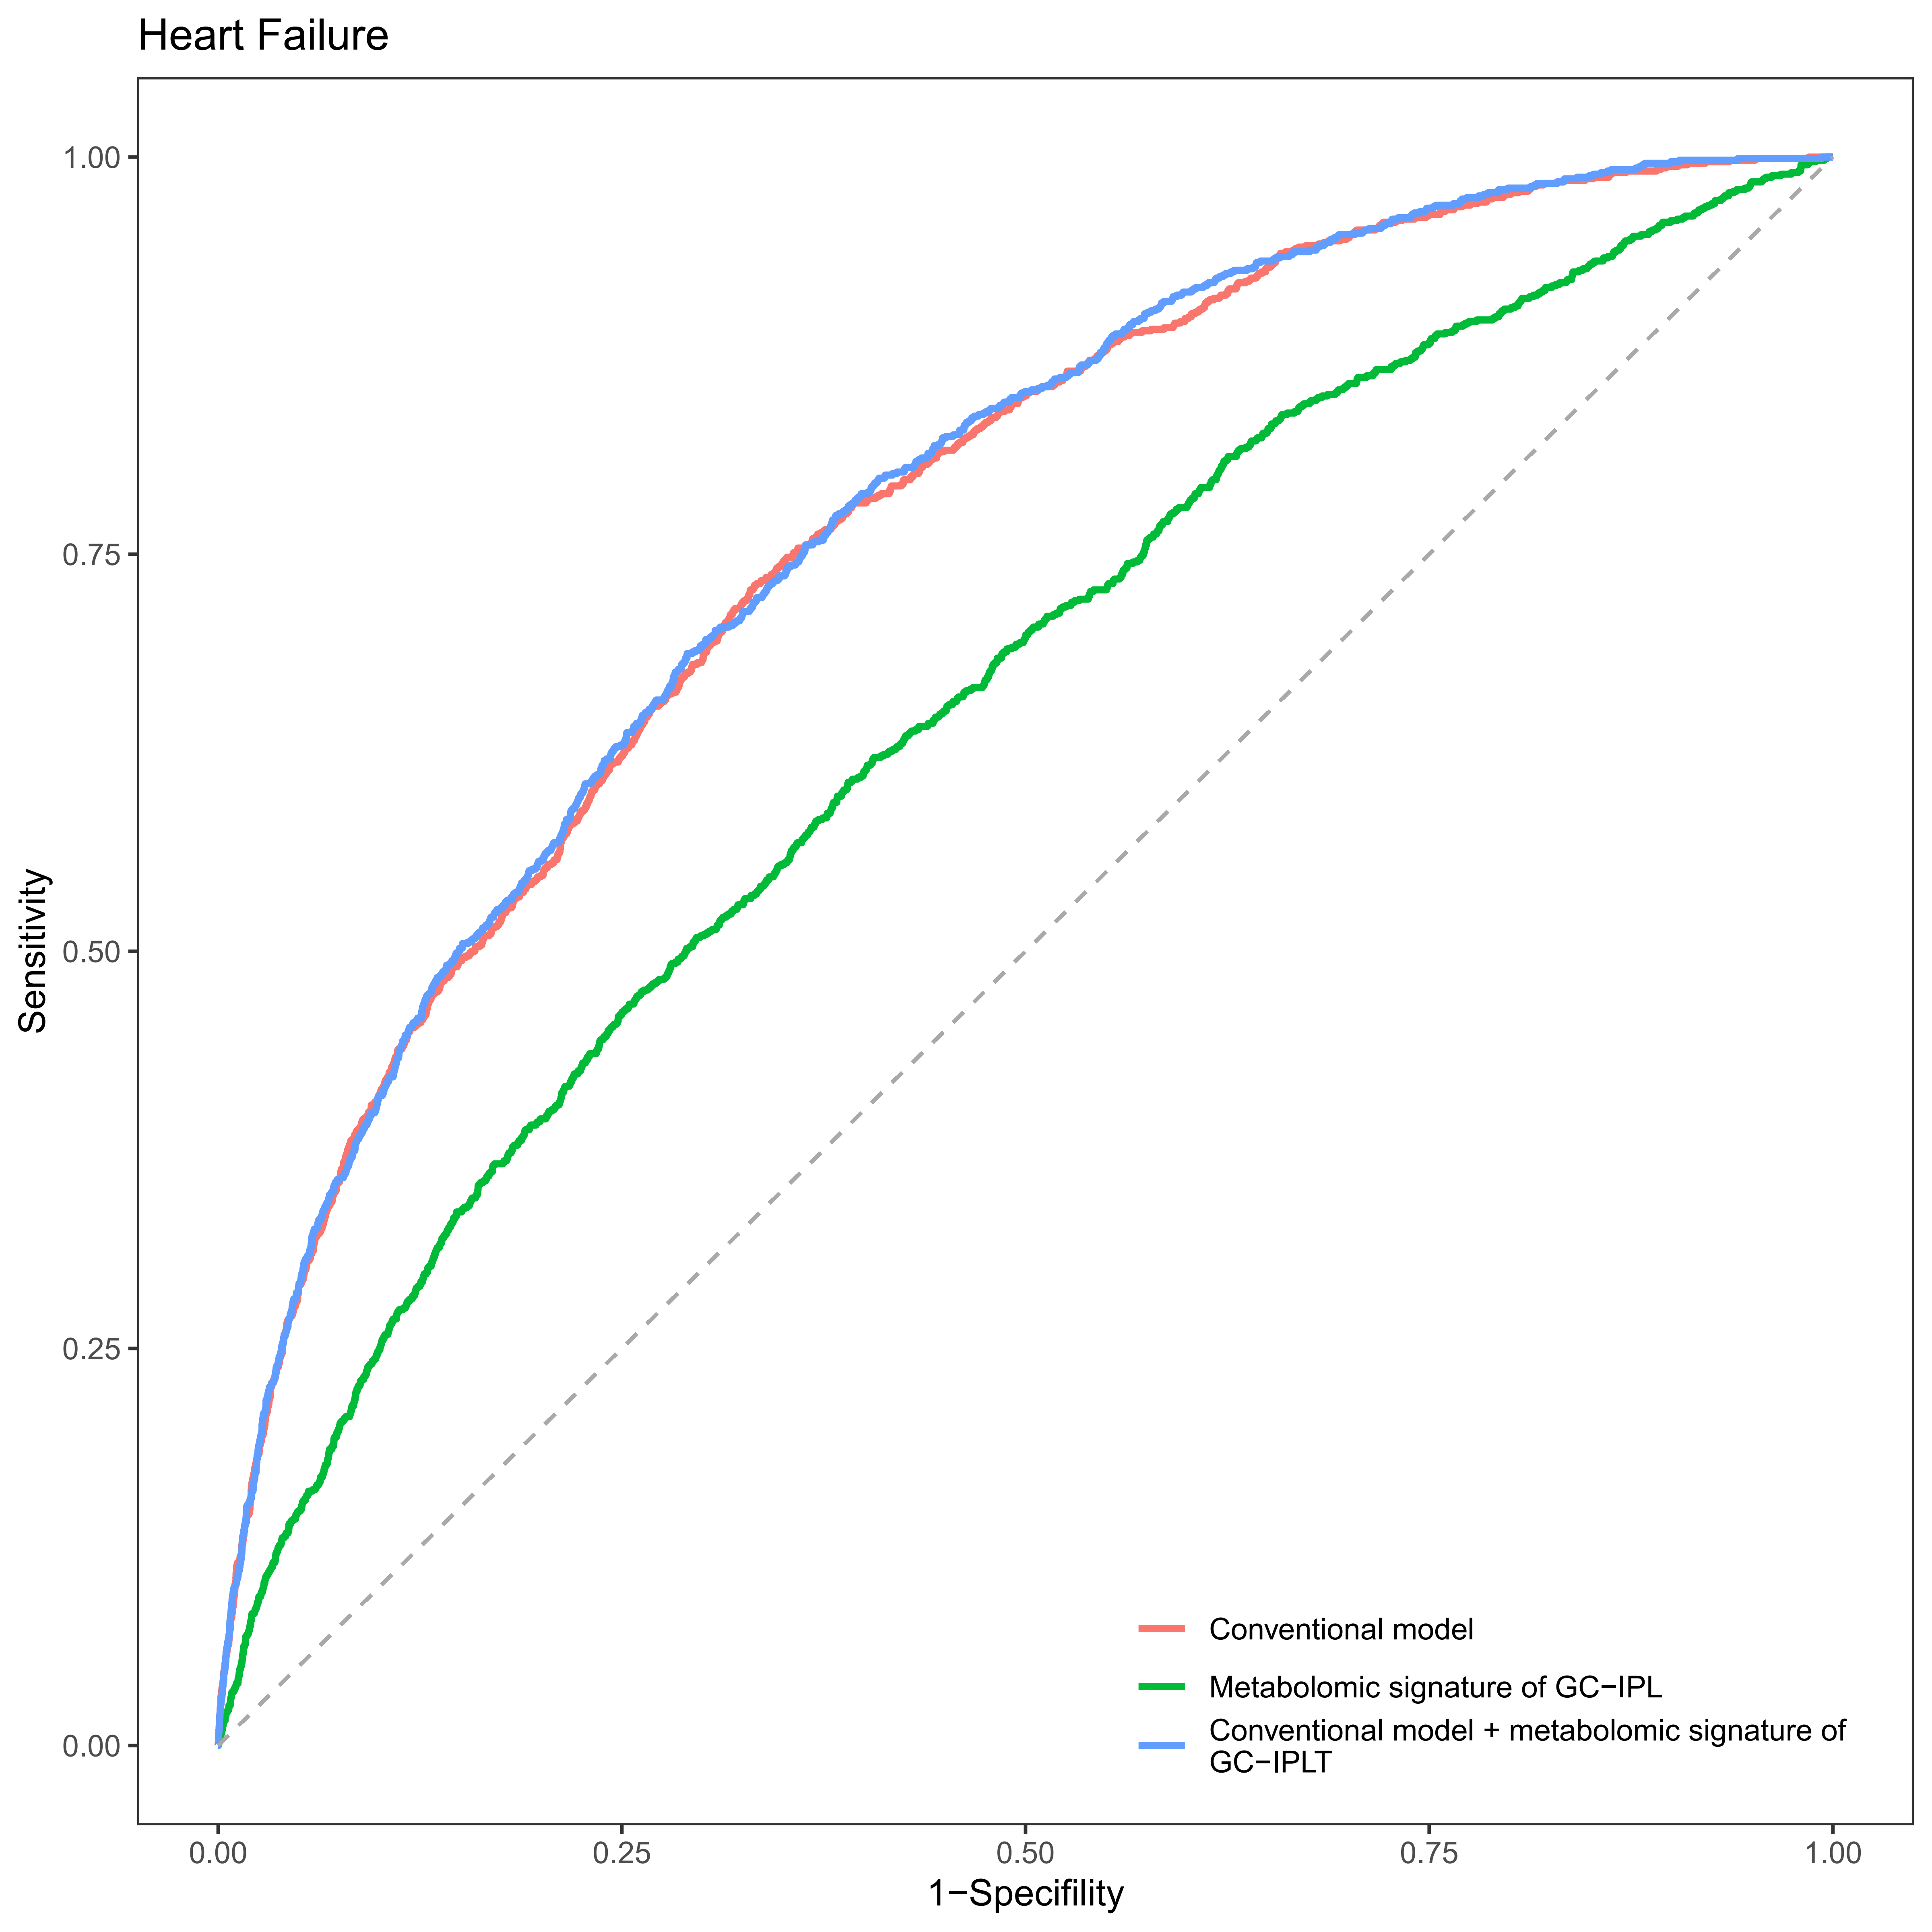 Heart Failure
1.00
0.75
0.50
0.25
0.00
Sensitivity
Conventional model
Metabolomic signature of GC−IPL
Conventional model + metabolomic signature of
GC−IPLT
0.00 0.25 0.50 0.75 1.00
1−Specifility